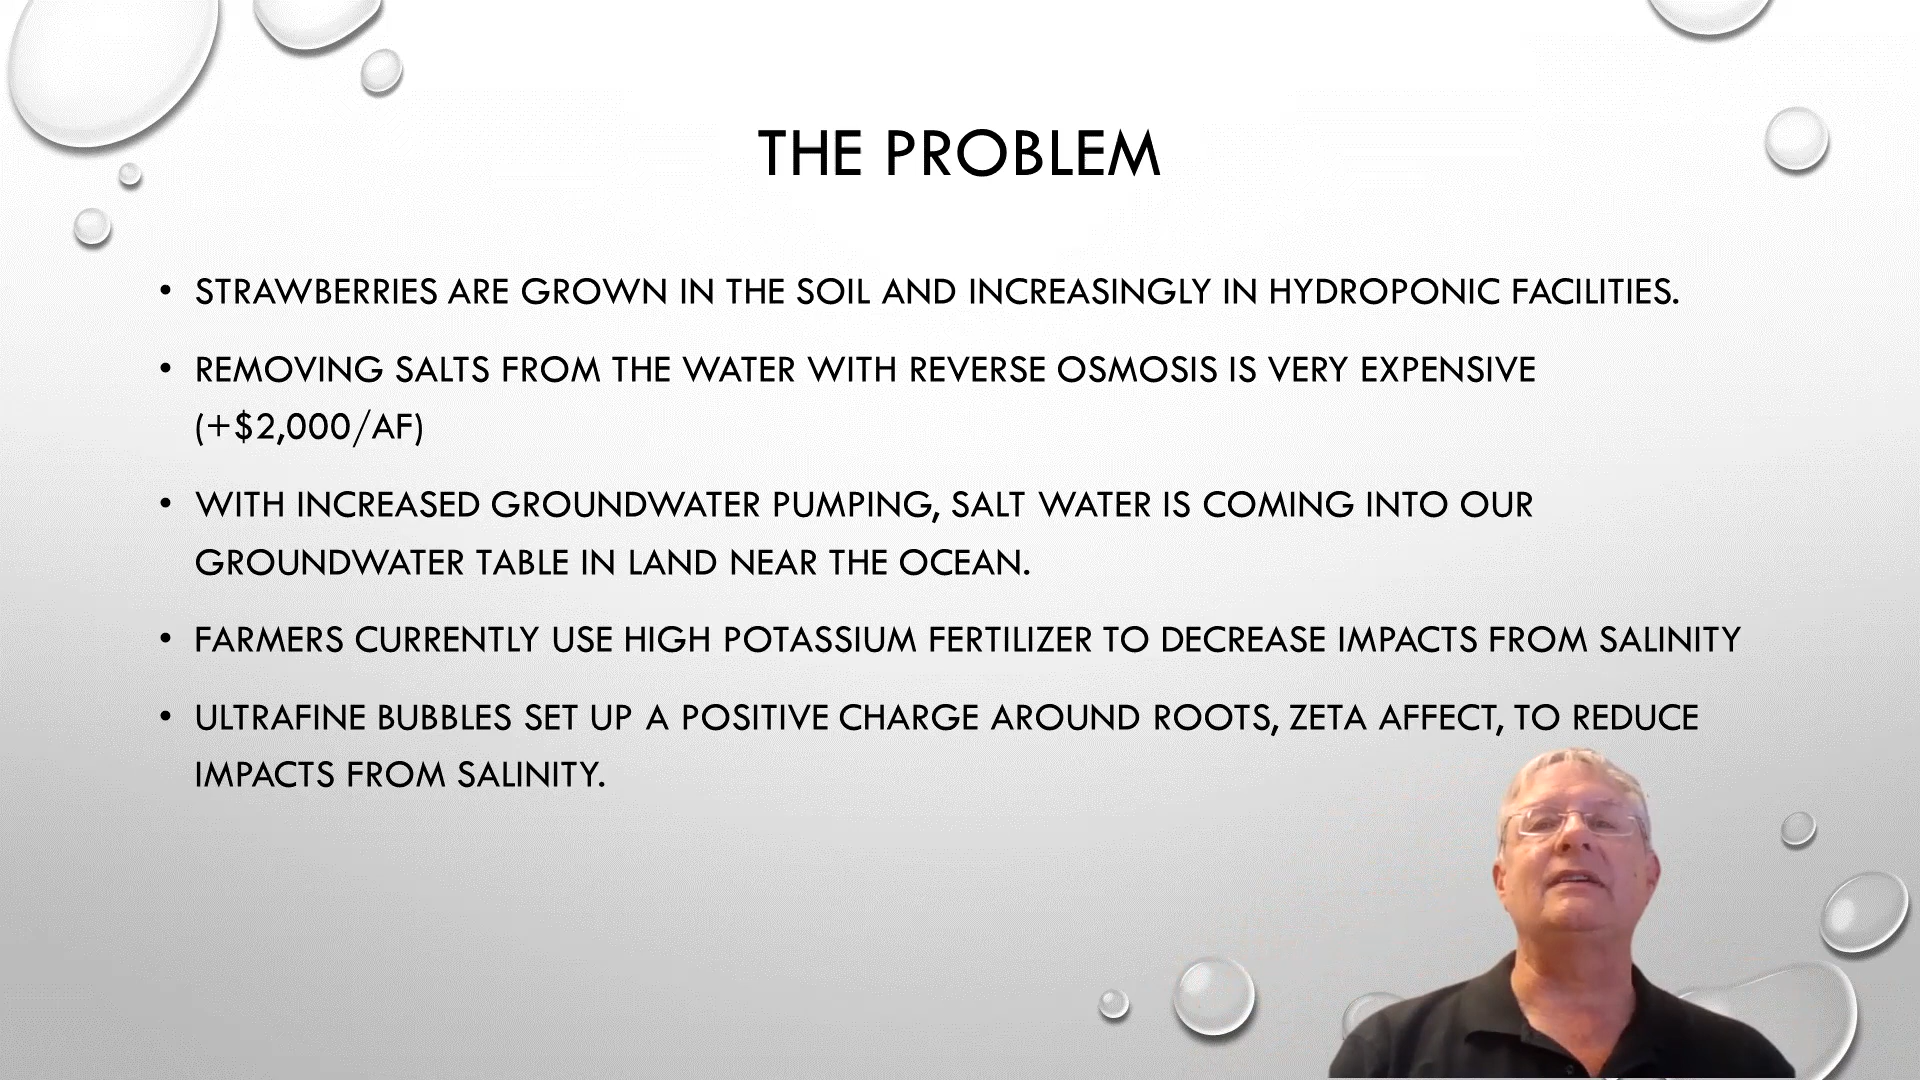 THE PROBLEM
• STRAWBERRIES ARE GROWN IN THE SOIL AND INCREASINGLY IN HYDROPONIC FACILITIES.
• REMOVING SALTS FROM THE WATER WITH REVERSE OSMOSIS IS VERY EXPENSIVE
(+$2,000/AF)
• WITH INCREASED GROUNDWATER PUMPING, SALT WATER IS COMING INTO OUR
GROUNDWATER TABLE IN LAND NEAR THE OCEAN.
• FARMERS CURRENTLY USE HIGH POTASSIUM FERTILIZER TO DECREASE IMPACTS FROM SALINITY
• ULTRAFINE BUBBLES SET UP A POSITIVE CHARGE AROUND ROOTS, ZETA AFFECT, TO REDUCE
IMPACTS FROM SALINITY.